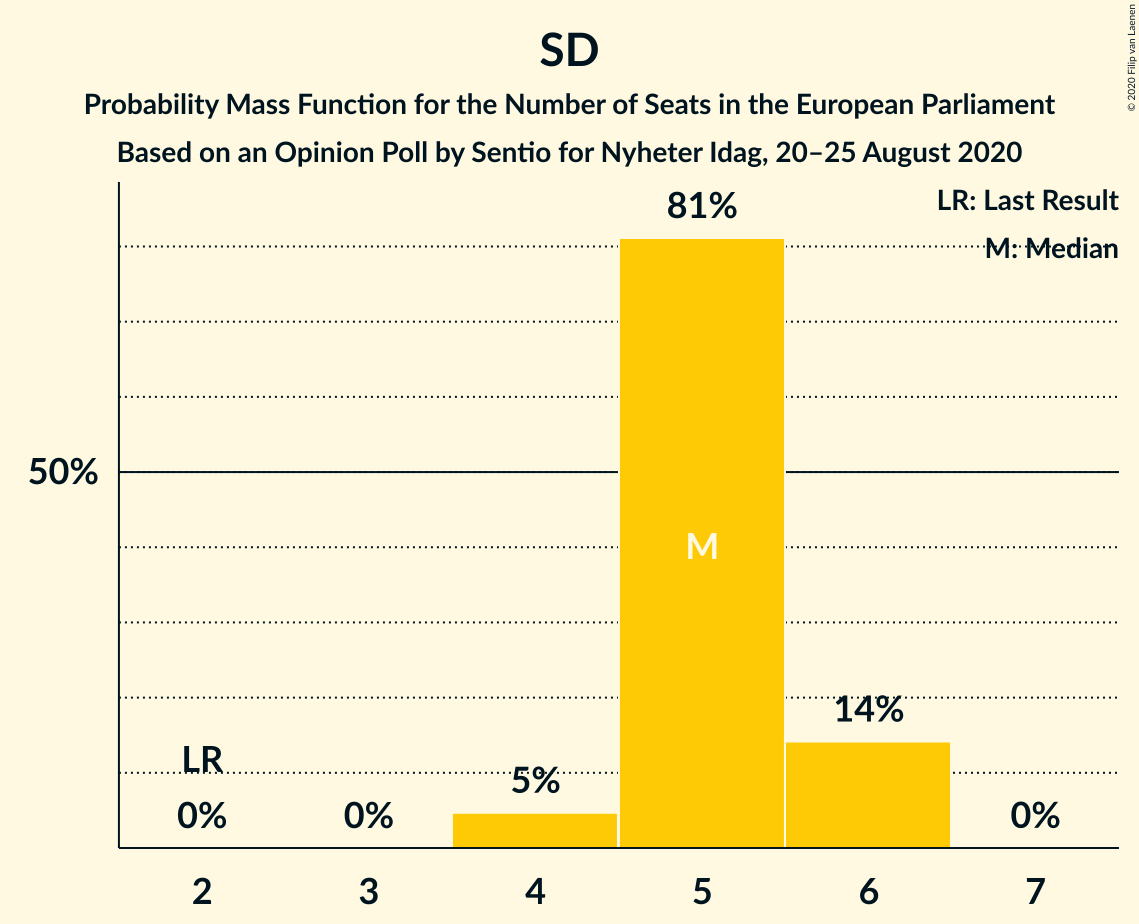 SD
Probability Mass Function for the Number of Seats in the European Parliament
Based on an Opinion Poll by Sentio for Nyheter Idag, 20–25 August 2020
© 2020 Filip van Laenen
LR: Last Result
M: Median
81%
50%
M
14%
LR
5%
0%
0%
0%
2
3
4
5
6
7